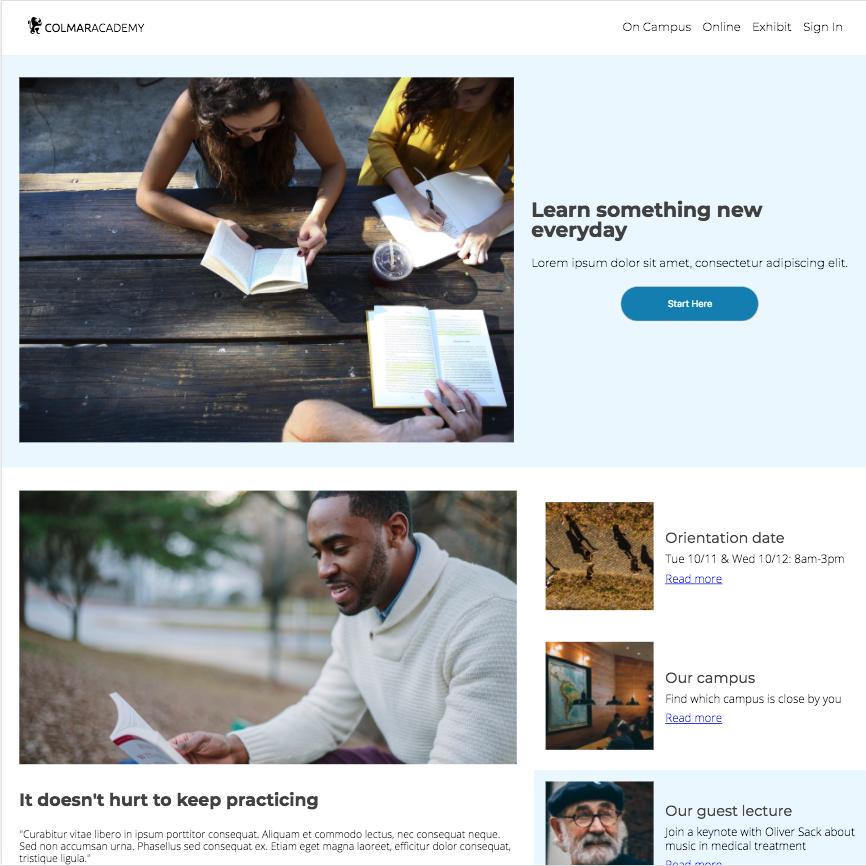 COLMARACADEMY
On Campus Online Exhibit Sign In
Learn something new
everyday
Lorem ipsum dolor sit amet, consectetur adipiscing elit.
Start Here
Orientation date
Tue 10/11 & Wed 10/12: 8am-3pm
Read more
Our campus
Find which campus is close by you
Read more
It doesn't hurt to keep practicing
"Curabitur vitae libero in ipsum porttitor consequat. Aliquam et commodo lectus, nec consequat neque.
Sed non accumsan urna. Phasellus sed consequat ex. Etiam eget magna laoreet, efficitur dolor consequat,
tristique ligula."
Our guest lecture
Join a keynote with Oliver Sack about
music in medical treatment
Read more